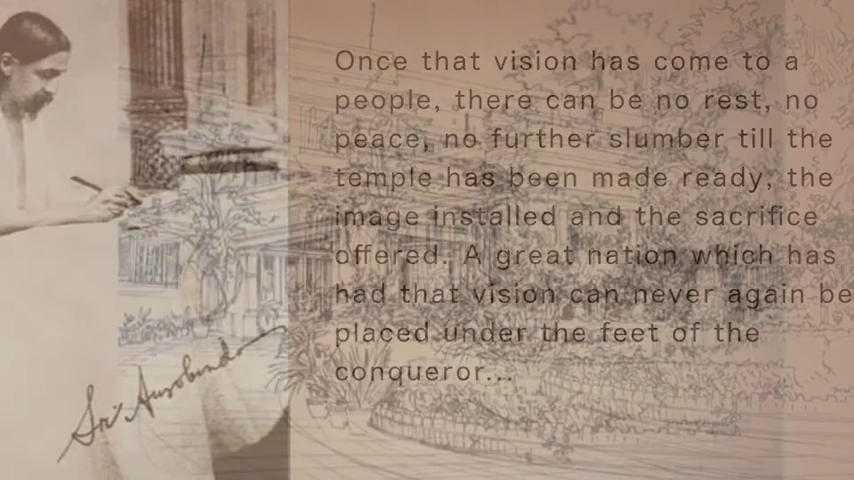 Once that vision has come to a
people, there can be no rest, no
peace, no further slumber till the
temple has been made ready, the
image installed and the sacrifice
offered. A great nation which has
had that vision can never again be
placed under the feet of the
conqueror...
Sri Aurobindo